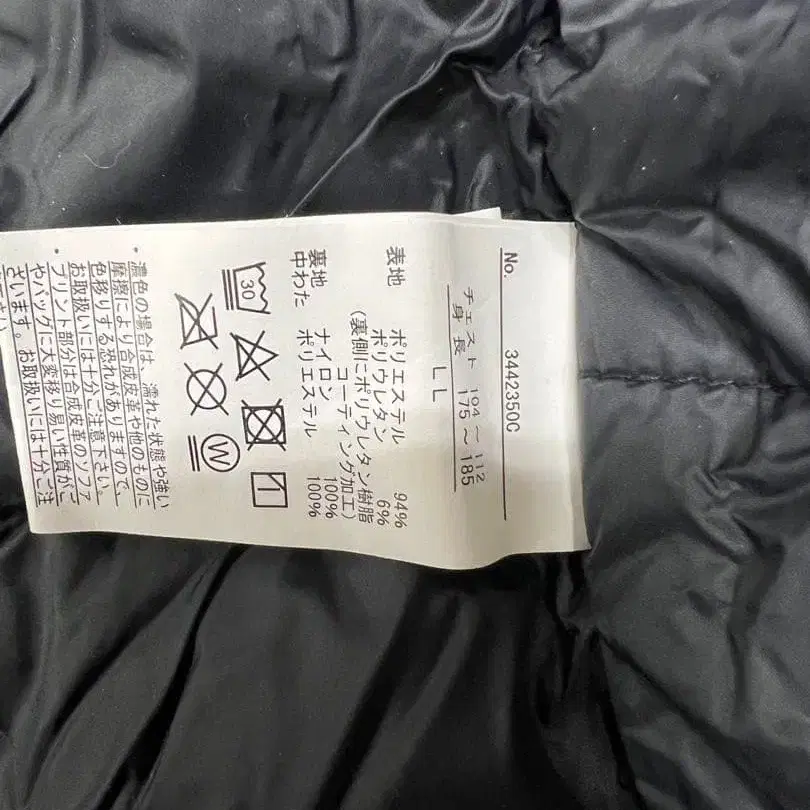 No. 3442350C
チェスト 104 ～ 112
身長 175 ～ 185
LL
表地 ポリエステル 94%
ポリウレタン 6%
(裏側にポリウレタン樹脂
コーティング加工)
裏地 ナイロン 100%
中わた ポリエステル 100%
30
W
・濃色の場合は、濡れた状態や強い
摩擦により合成皮革や他のものに
色移りする恐れがありますので、
お取扱いには十分ご注意下さい。
・プリント部分は合成皮革のソファ
やバッグに大変移り易い性質がご
ざいます。お取扱いには十分ご注